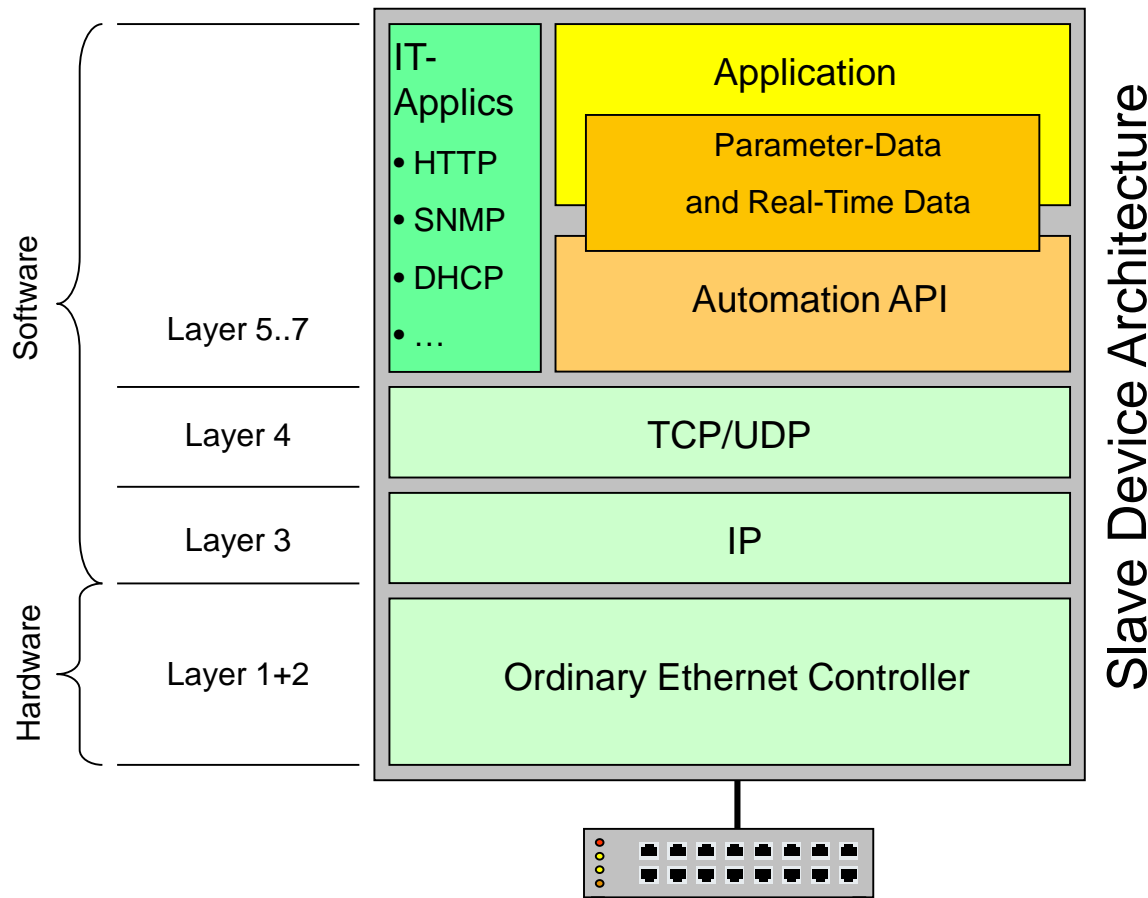 IT-
Applics
• HTTP
• SNMP
• DHCP
• …
Application
Parameter-Data
and Real-Time Data
Automation API
Software
Layer 5..7
Layer 4
TCP/UDP
Layer 3
IP
Hardware
Layer 1+2
Ordinary Ethernet Controller
Slave Device Architecture